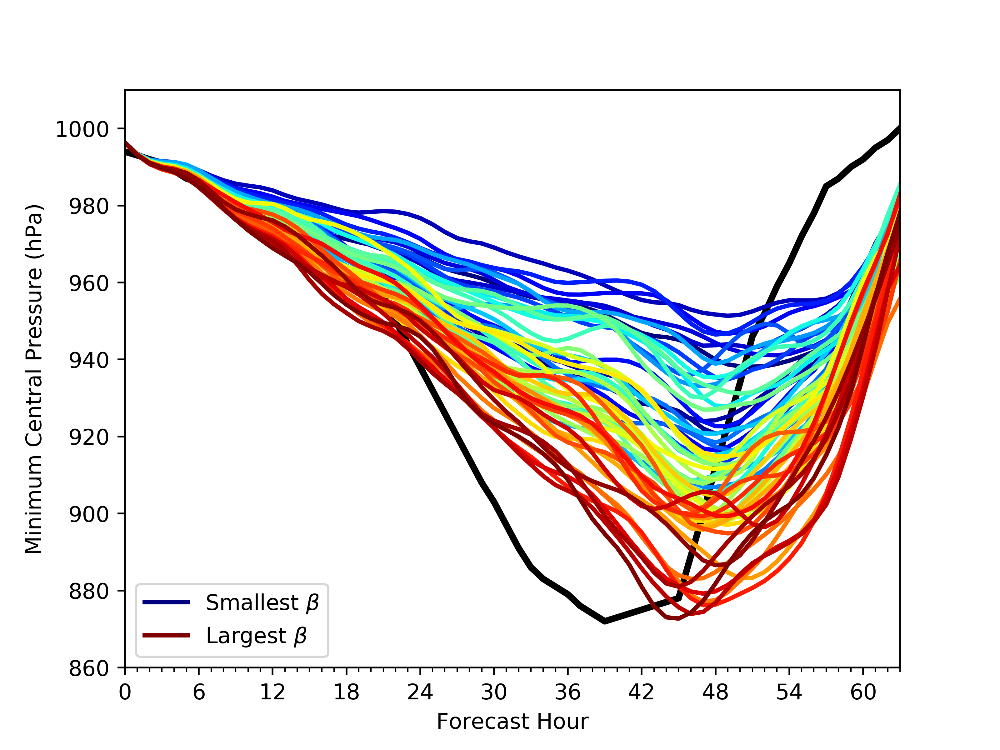 1000
980
960
940
920
900
880
860
Minimum Central Pressure (hPa)
Smallest β
Largest β
0 6 12 18 24 30 36 42 48 54 60
Forecast Hour